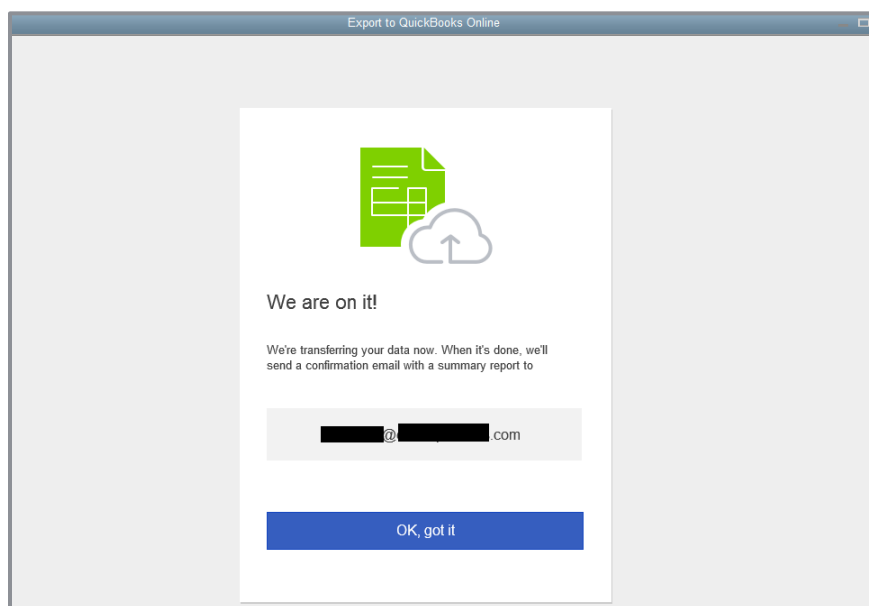 Export to QuickBooks Online
We are on it!
We're transferring your data now. When it's done, we'll
send a confirmation email with a summary report to
@ .com
OK, got it